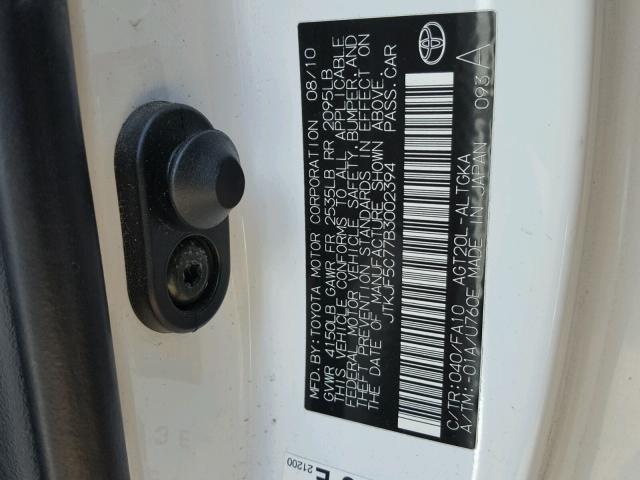 MFD.BY:TOYOTA MOTOR CORPORATION 08/10
GVWR 4150LB GAWR FR 2535LB RR 2095LB
THIS VEHICLE CONFORMS TO ALL APPLICABLE
FEDERAL MOTOR VEHICLE SAFETY,BUMPER,AND
THEFT PREVENTION STANDARDS IN EFFECT ON
THE DATE OF MANUFACTURE SHOWN ABOVE.
JTKJF5C77B3002394 PASS.CAR
C/TR:040/FA10 AGT20L-ALTGKA
A/TM:-01A/U760E MADE IN JAPAN 093 A
21200